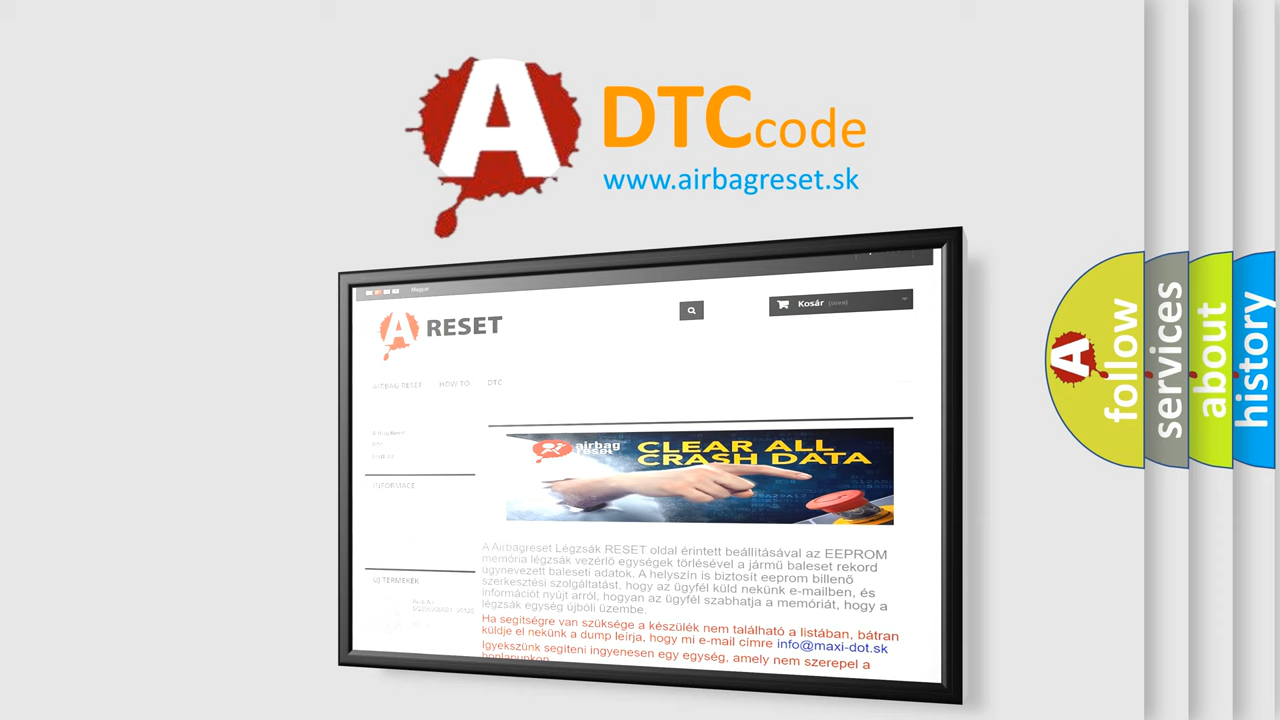 A DTCcode
www.airbagreset.sk
Magyar
Kosár (üres)
A RESET
AIRBAG RESET HOW TO DTC
airbag
reset
CLEAR ALL
CRASH DATA
INFORMACE
A Airbagreset Légzsák RESET oldal érintett beállításával az EEPROM
memória légzsák vezérlő egységek törlésével a jármű baleset rekord
úgynevezett baleseti adatok. A helyszín is biztosít eeprom billenő
szerkesztési szolgáltatást, hogy az ügyfél küld nekünk e-mailben, és
információt nyújt arról, hogyan az ügyfél szabhatja a memóriát, hogy a
légzsák egység újbóli üzembe.
Ha segítségre van szüksége a készülék nem található a listában, bátran
küldje el nekünk a dump leírja, hogy mi e-mail címre info@maxi-dot.sk
Igyekszünk segíteni ingyenesen egy egység, amely nem szerepel a
honlapunkon
ÚJ TERMÉKEK
A
follow
services
about
history